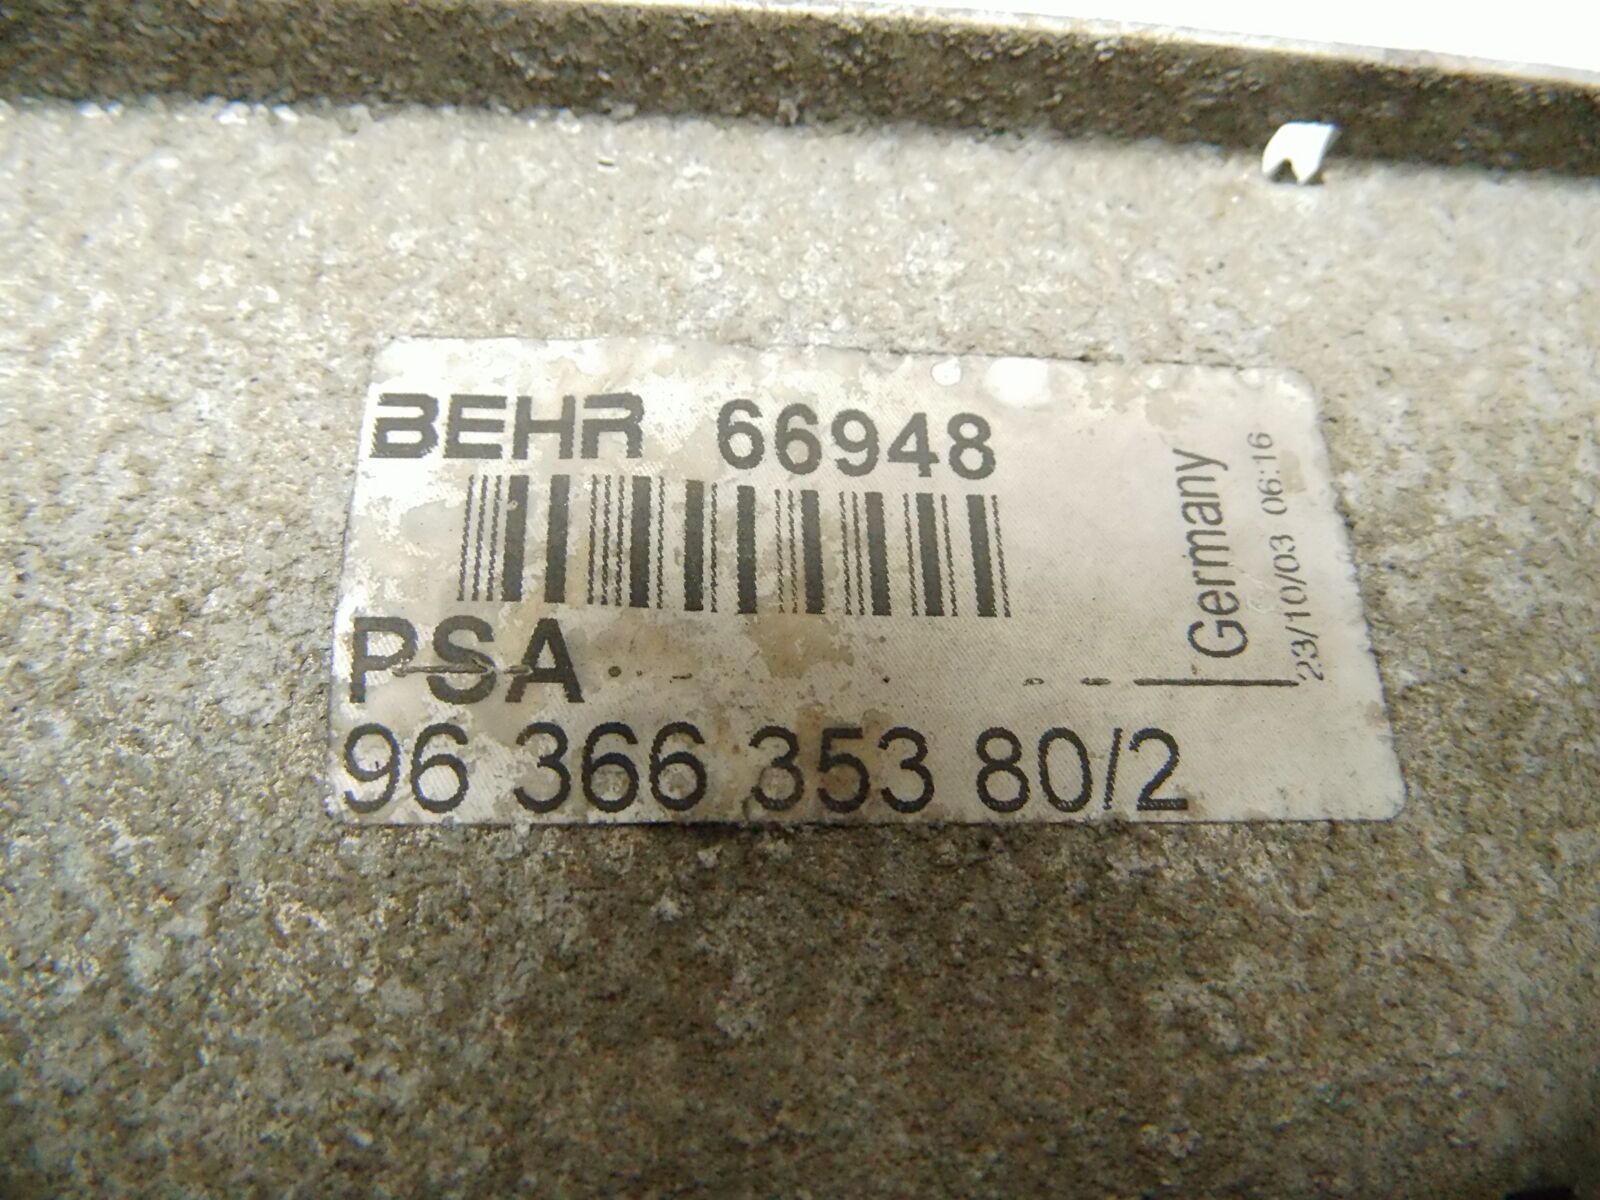 BEHR 66948
PSA
96 366 353 80/2
Germany
23/10/03 06:16